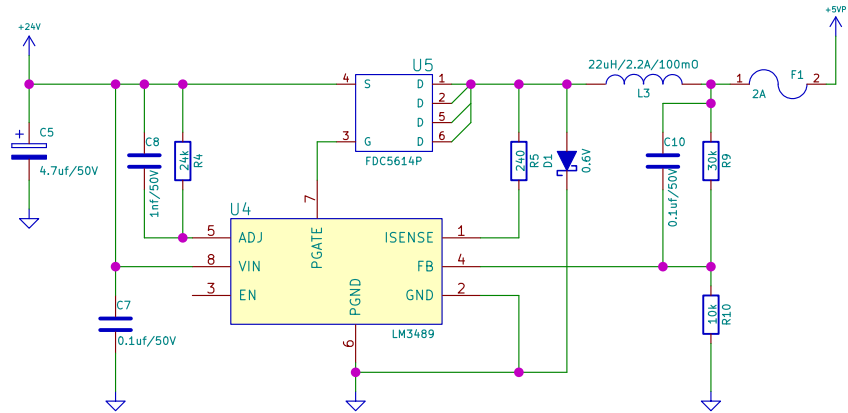 +24V
+5VP
U5
22uH/2.2A/100mO
F1
4 S D 1
1 2
D 2
2A
L3
D 5
C5
C8
3 G D 6
C10
4.7uf/50V
24k
R4
FDC5614P
240
R5
D1
0.6V
30k
R9
1nf/50V
0.1uf/50V
7
U4
5 ADJ ISENSE 1
PGATE
8 VIN FB 4
3 EN GND 2
PGND
C7
10k
R10
0.1uf/50V
LM3489
6